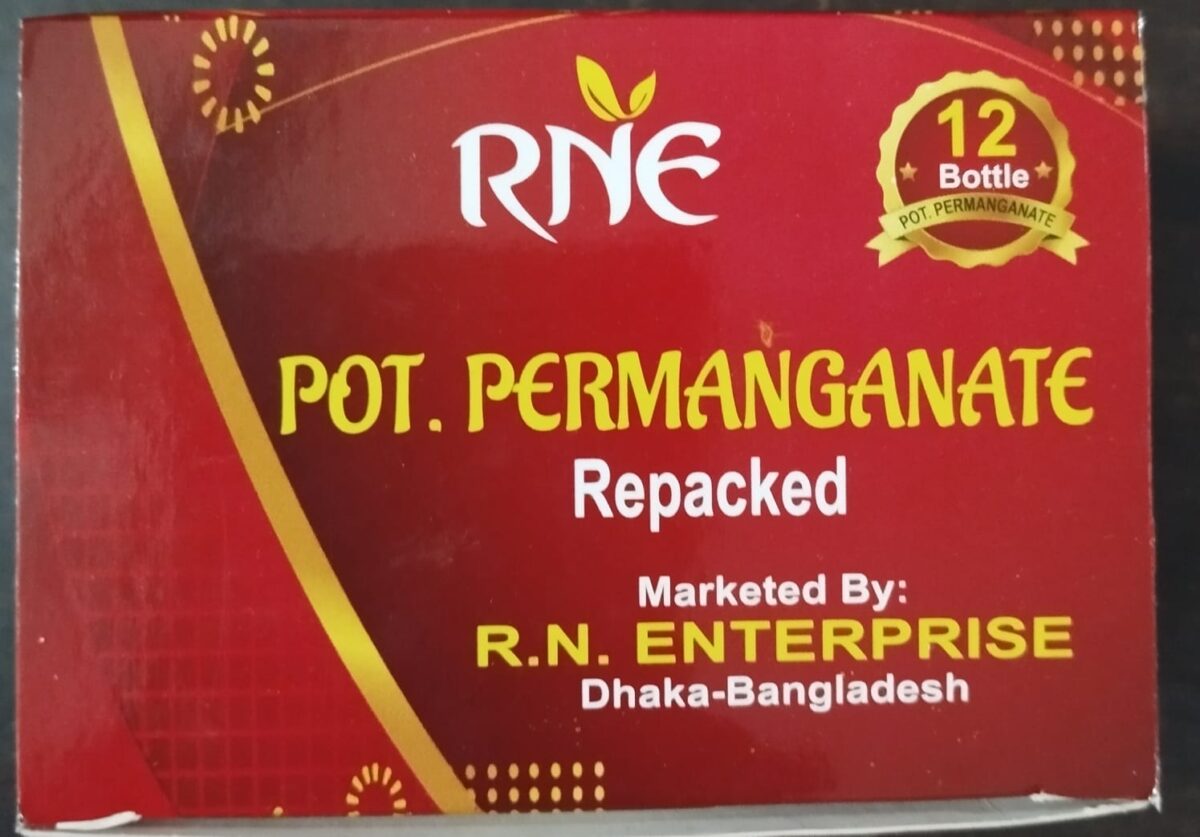 RNE
12
Bottle
POT. PERMANGANATE
POT. PERMANGANATE
Repacked
Marketed By:
R.N. ENTERPRISE
Dhaka-Bangladesh